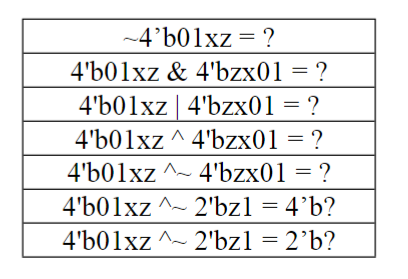 ~4’b01xz = ?
4'b01xz & 4'bzx01 = ?
4'b01xz | 4'bzx01 = ?
4'b01xz ^ 4'bzx01 = ?
4'b01xz ^~ 4'bzx01 = ?
4'b01xz ^~ 2'bz1 = 4’b?
4'b01xz ^~ 2'bz1 = 2’b?